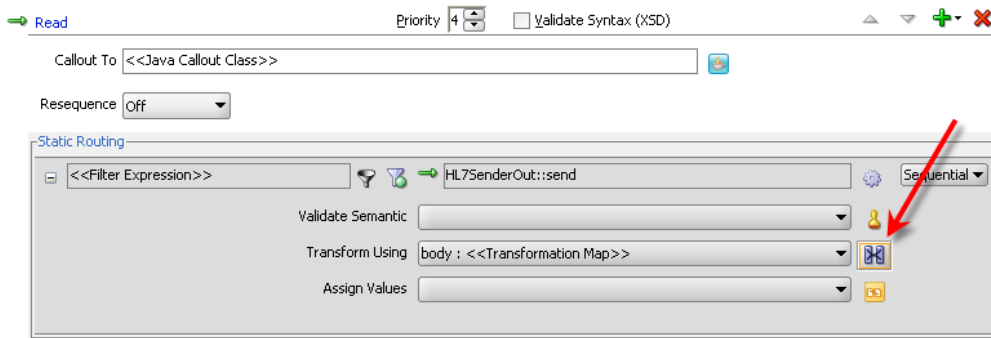 Read Priority 4 Validate Syntax (XSD)
Callout To <<Java Callout Class>>
Resequence Off
Static Routing
<<Filter Expression>> HL7SenderOut::send Sequential
Validate Semantic
Transform Using body : <<Transformation Map>>
Assign Values